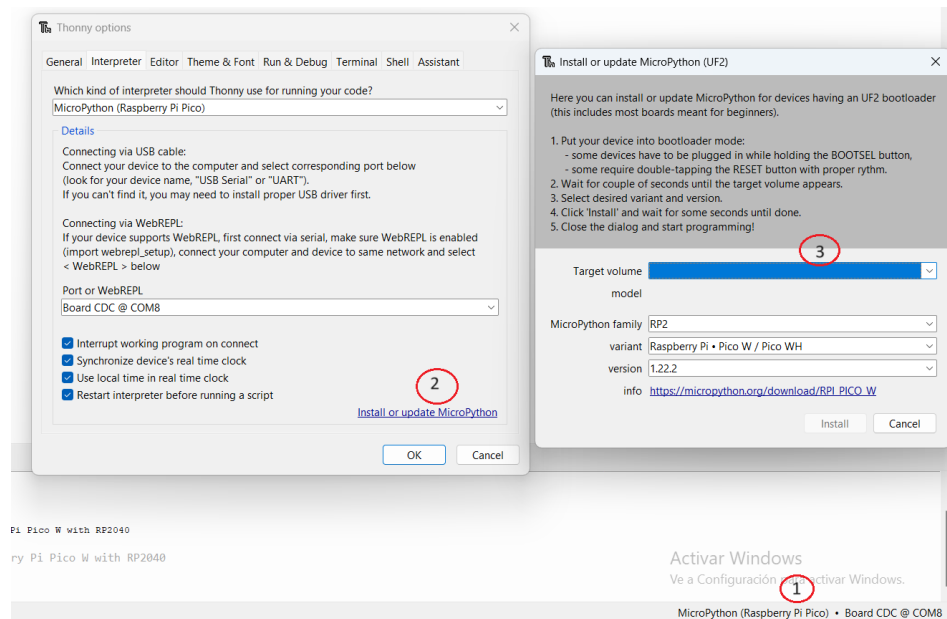 Thonny options
General Interpreter Editor Theme & Font Run & Debug Terminal Shell Assistant
Which kind of interpreter should Thonny use for running your code?
MicroPython (Raspberry Pi Pico)
Details
Connecting via USB cable:
Connect your device to the computer and select corresponding port below
(look for your device name, "USB Serial" or "UART").
If you can't find it, you may need to install proper USB driver first.
Connecting via WebREPL:
If your device supports WebREPL, first connect via serial, make sure WebREPL is enabled
(import webrepl_setup), connect your computer and device to same network and select
< WebREPL > below
Port or WebREPL
Board CDC @ COM8
Interrupt working program on connect
Synchronize device's real time clock
Use local time in real time clock
Restart interpreter before running a script
2
Install or update MicroPython
OK Cancel
Install or update MicroPython (UF2)
Here you can install or update MicroPython for devices having an UF2 bootloader
(this includes most boards meant for beginners).
1. Put your device into bootloader mode:
- some devices have to be plugged in while holding the BOOTSEL button,
- some require double-tapping the RESET button with proper rythm.
2. Wait for couple of seconds until the target volume appears.
3. Select desired variant and version.
4. Click 'Install' and wait for some seconds until done.
5. Close the dialog and start programming!
3
Target volume
model
MicroPython family RP2
variant Raspberry Pi • Pico W / Pico WH
version 1.22.2
info https://micropython.org/download/RPI_PICO_W
Install Cancel
Pi Pico W with RP2040
ry Pi Pico W with RP2040
Activar Windows
Ve a Configuración para activar Windows.
1
MicroPython (Raspberry Pi Pico) • Board CDC @ COM8